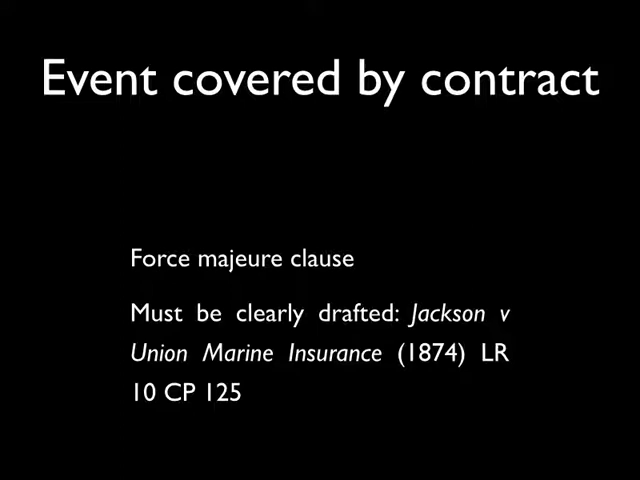 Event covered by contract
Force majeure clause
Must be clearly drafted: Jackson v
Union Marine Insurance (1874) LR
10 CP 125